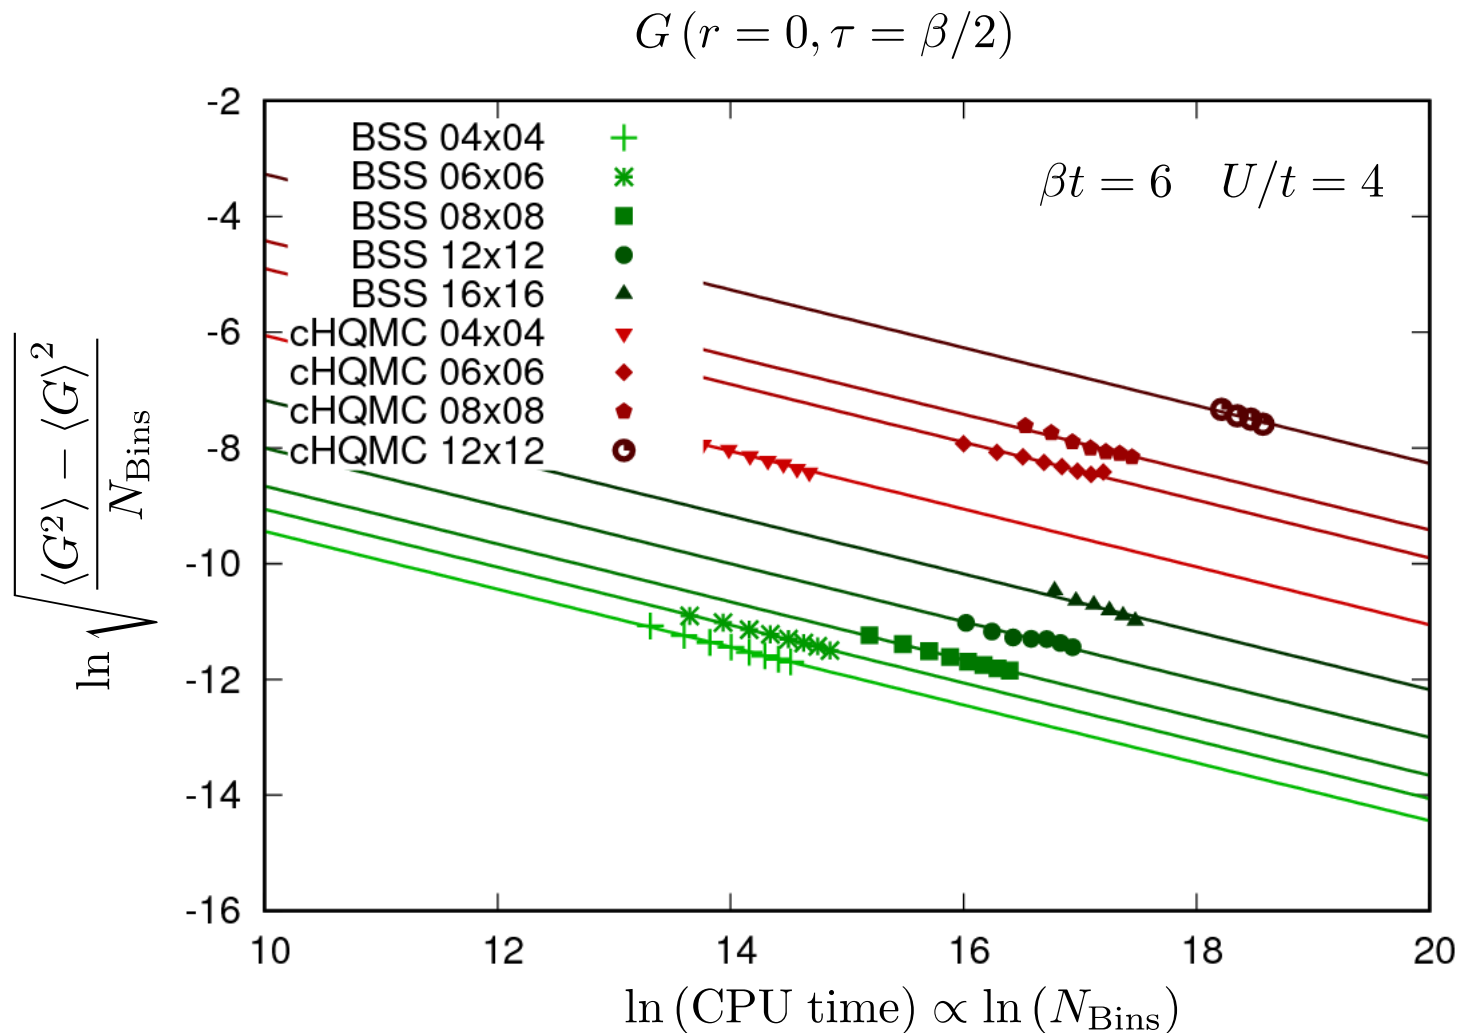 G (r = 0, τ = β/2)
-2
-4
-6
-8
-10
-12
-14
-16
ln √(⟨G²⟩ − ⟨G⟩² / N_Bins)
BSS 04x04
BSS 06x06
BSS 08x08
BSS 12x12
BSS 16x16
cHQMC 04x04
cHQMC 06x06
cHQMC 08x08
cHQMC 12x12
βt = 6 U/t = 4
10 12 14 16 18 20
ln (CPU time) ∝ ln (N_Bins)